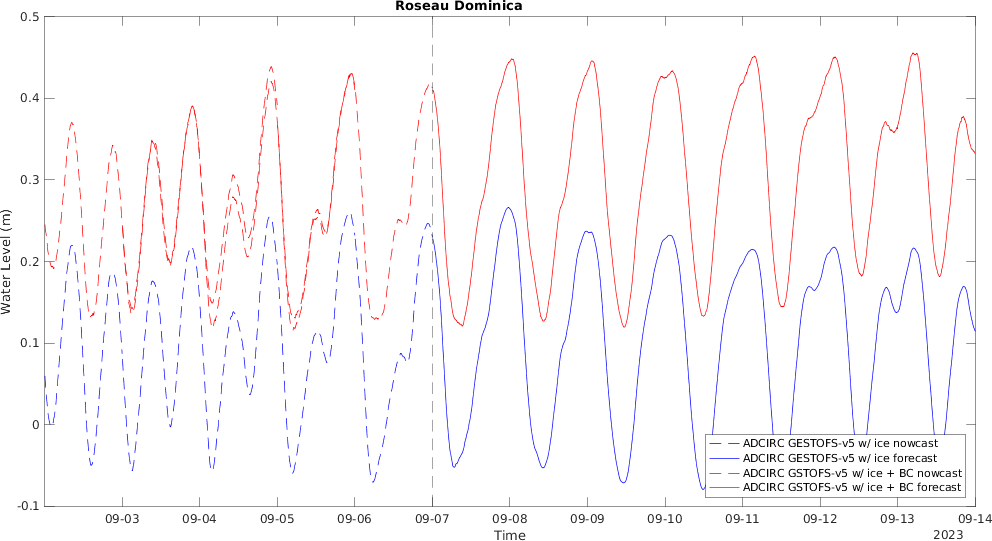 Roseau Dominica
0.5
0.4
0.3
0.2
0.1
0
-0.1
Water Level (m)
09-03
09-04
09-05
09-06
09-07
09-08
09-09
09-10
09-11
09-12
09-13
09-14
Time
2023
ADCIRC GESTOFS-v5 w/ ice nowcast
ADCIRC GESTOFS-v5 w/ ice forecast
ADCIRC GSTOFS-v5 w/ ice + BC nowcast
ADCIRC GSTOFS-v5 w/ ice + BC forecast